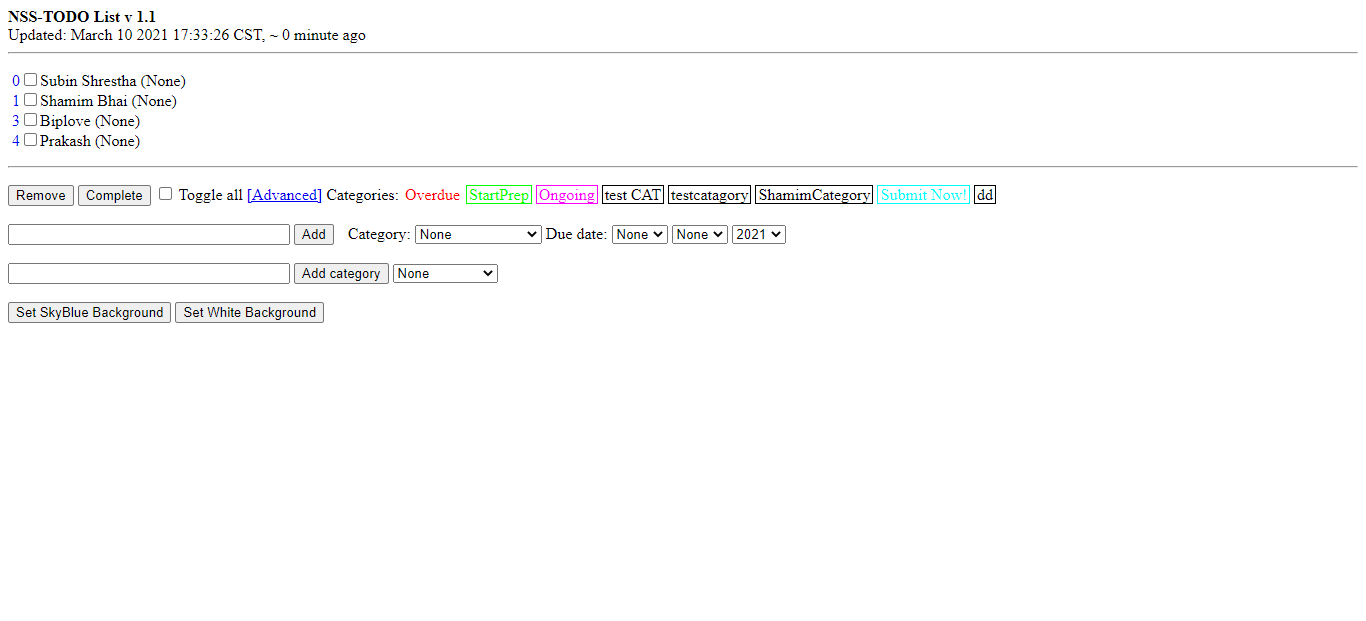 NSS-TODO List v 1.1
Updated: March 10 2021 17:33:26 CST, ~ 0 minute ago
0 Subin Shrestha (None)
1 Shamim Bhai (None)
3 Biplove (None)
4 Prakash (None)
Remove Complete Toggle all [Advanced] Categories: Overdue StartPrep Ongoing test CAT testcatagory ShamimCategory Submit Now! dd
Add Category: None Due date: None None 2021
Add category None
Set SkyBlue Background Set White Background